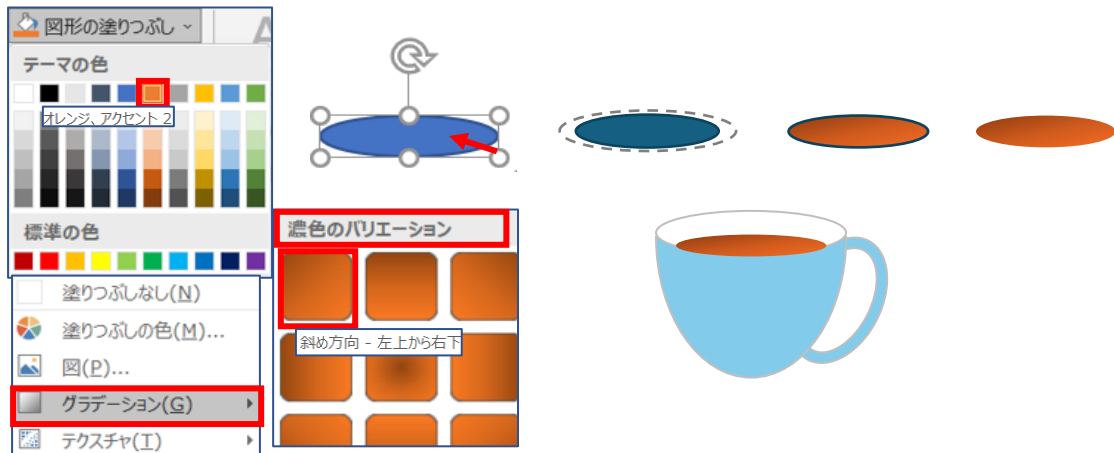 図形の塗りつぶし
テーマの色
オレンジ、アクセント 2
標準の色
塗りつぶしなし(N)
塗りつぶしの色(M)...
図(P)...
グラデーション(G)
テクスチャ(T)
濃色のバリエーション
斜め方向 - 左上から右下